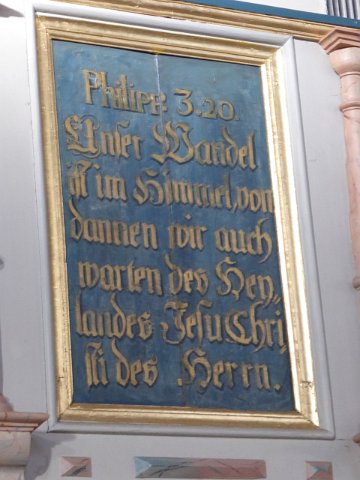 Philipp: 3.20.
Unser Wandel
ist im Himmel, von
dannen wir auch
warten des Hey,
landes Jesu Chri,
sti des Herrn.